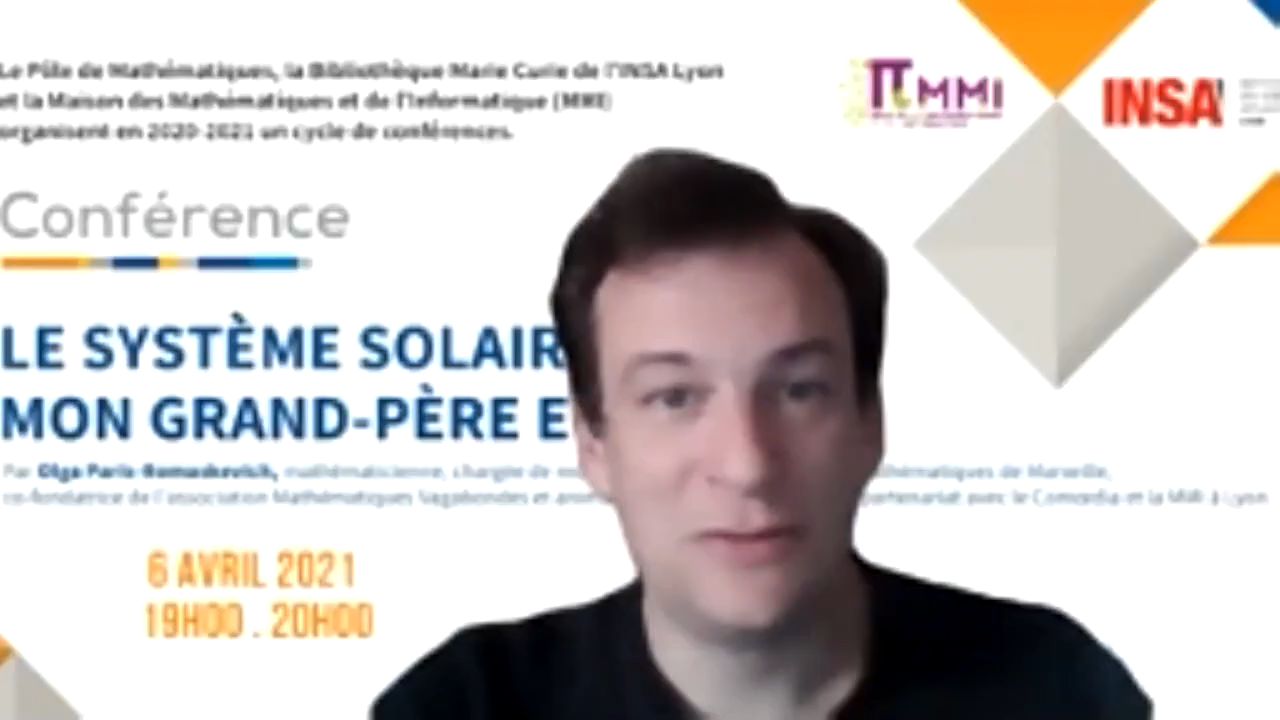 Le Pôle de Mathématiques, la Bibliothèque Marie Curie de l'INSA Lyon
et la Maison des Mathématiques et de l'Informatique (MMI)
organisent en 2020-2021 un cycle de conférences.
MMI
INSA
Conférence
LE SYSTÈME SOLAIR
MON GRAND-PÈRE E
Par Olga Paris-Romaskevich, mathématicienne, chargée de mathématiques de Marseille,
co-fondatrice de l'association Mathématiques Vagabondes et partenariat avec le Comœdia et la MMI à Lyon
6 AVRIL 2021
19H00 . 20H00